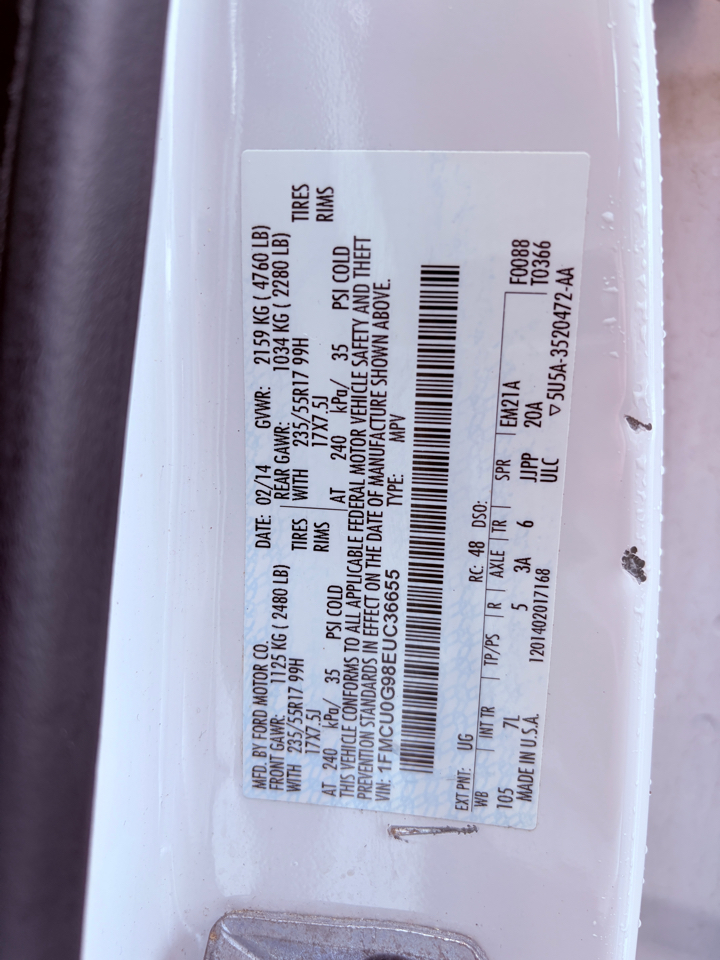 MFD. BY FORD MOTOR CO. DATE: 02/14 GVWR: 2159 KG ( 4760 LB)
FRONT GAWR: 1125 KG ( 2480 LB) REAR GAWR: 1034 KG ( 2280 LB)
WITH 235/55R17 99H TIRES WITH 235/55R17 99H TIRES
17X7.5J RIMS 17X7.5J RIMS
AT 240 kPa/ 35 PSI COLD AT 240 kPa/ 35 PSI COLD
THIS VEHICLE CONFORMS TO ALL APPLICABLE FEDERAL MOTOR VEHICLE SAFETY AND THEFT
PREVENTION STANDARDS IN EFFECT ON THE DATE OF MANUFACTURE SHOWN ABOVE.
VIN: 1FMCU0G98EUC36655 TYPE: MPV
EXT PNT: UG RC: 48 DSO:
WB INT TR TP/PS R AXLE TR SPR EM21A F0088
105 7L 5 3A 6 JJPP 20A T0366
MADE IN U.S.A. 1201402017168 ULC ▽5U5A-3520472-AA